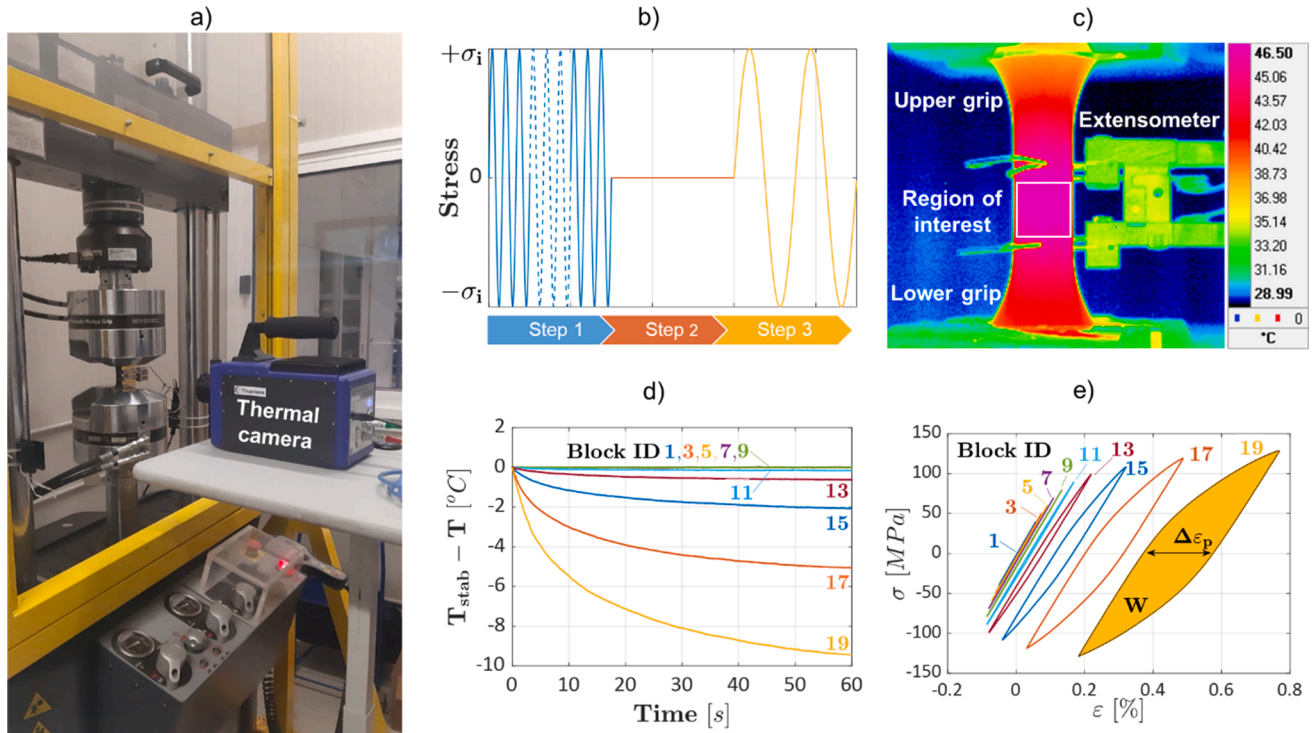 a)
Titanium
Thermal
camera
b)
+σᵢ
0
−σᵢ
Stress
Step 1
Step 2
Step 3
c)
Upper grip
Extensometer
Region of
interest
Lower grip
46.50
45.06
43.57
42.03
40.42
38.73
36.98
35.14
33.20
31.16
28.99
0
°C
d)
2
0
-2
-4
-6
-8
-10
T_stab − T [°C]
Block ID 1,3,5,7,9
11
13
15
17
19
0 10 20 30 40 50 60
Time [s]
e)
150
100
50
0
-50
-100
-150
σ [MPa]
Block ID
1
3
5
7
9
11
13
15
17
19
Δεₚ
W
-0.2 0 0.2 0.4 0.6 0.8
ε [%]